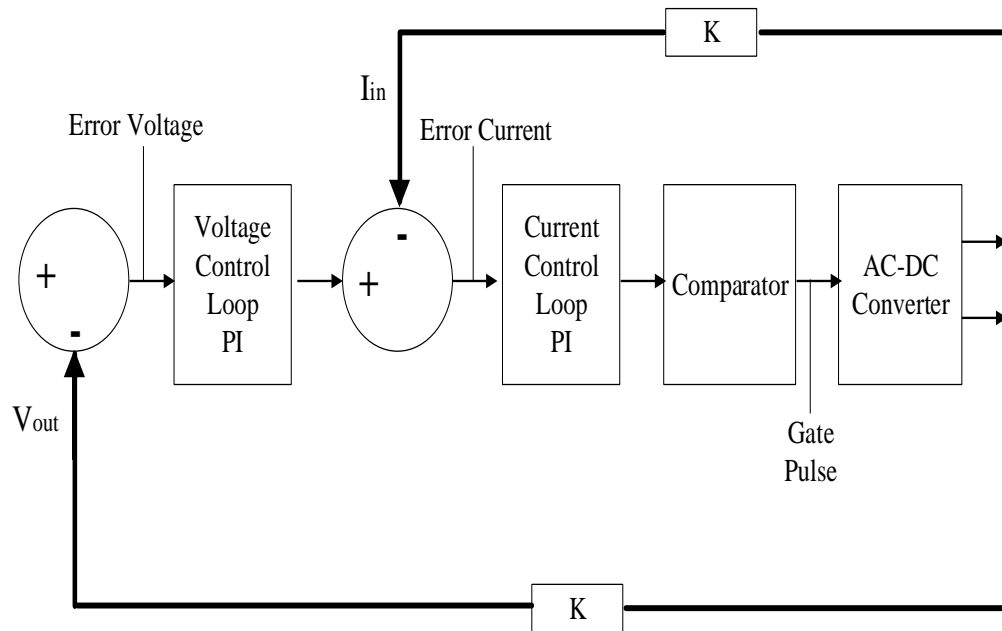 K
Iin
Error Voltage
Error Current
+
-
Voltage
Control
Loop
PI
-
+
Current
Control
Loop
PI
Comparator
AC-DC
Converter
Vout
Gate
Pulse
K